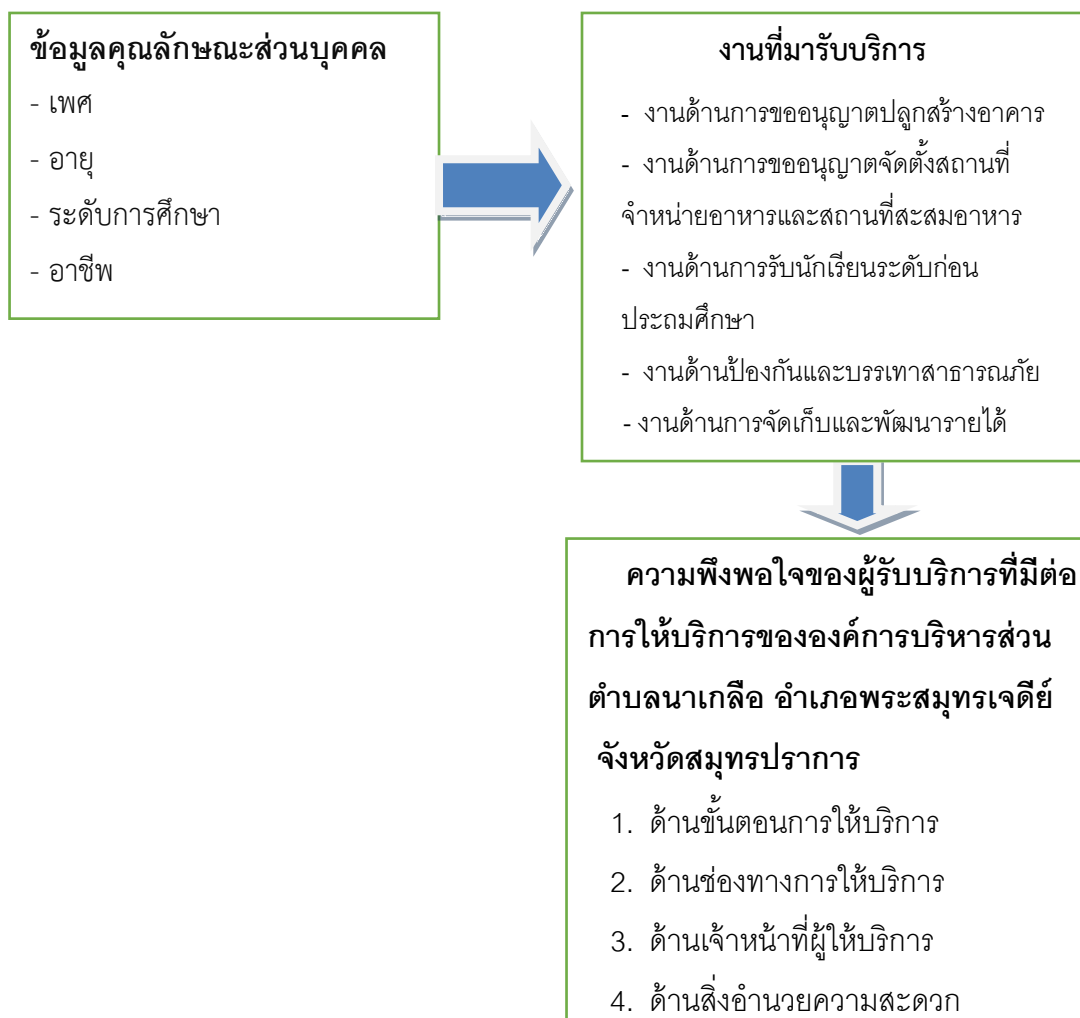 ข้อมูลคุณลักษณะส่วนบุคคล
- เพศ
- อายุ
- ระดับการศึกษา
- อาชีพ
งานที่มารับบริการ
- งานด้านการขออนุญาตปลูกสร้างอาคาร
- งานด้านการขออนุญาตจัดตั้งสถานที่
จำหน่ายอาหารและสถานที่สะสมอาหาร
- งานด้านการรับนักเรียนระดับก่อน
ประถมศึกษา
- งานด้านป้องกันและบรรเทาสาธารณภัย
- งานด้านการจัดเก็บและพัฒนารายได้
ความพึงพอใจของผู้รับบริการที่มีต่อ
การให้บริการขององค์การบริหารส่วน
ตำบลนาเกลือ อำเภอพระสมุทรเจดีย์
จังหวัดสมุทรปราการ
1. ด้านขั้นตอนการให้บริการ
2. ด้านช่องทางการให้บริการ
3. ด้านเจ้าหน้าที่ผู้ให้บริการ
4. ด้านสิ่งอำนวยความสะดวก